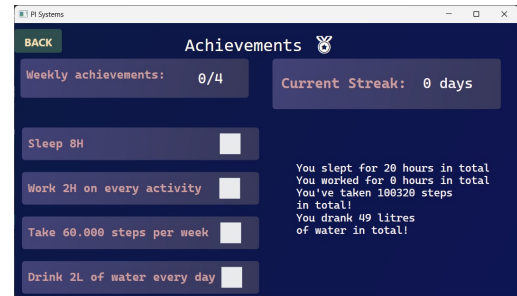 PI Systems
BACK
Achievements
Weekly achievements:
0/4
Current Streak: 0 days
Sleep 8H
Work 2H on every activity
Take 60.000 steps per week
Drink 2L of water every day
You slept for 20 hours in total
You worked for 0 hours in total
You've taken 100320 steps
in total!
You drank 49 litres
of water in total!